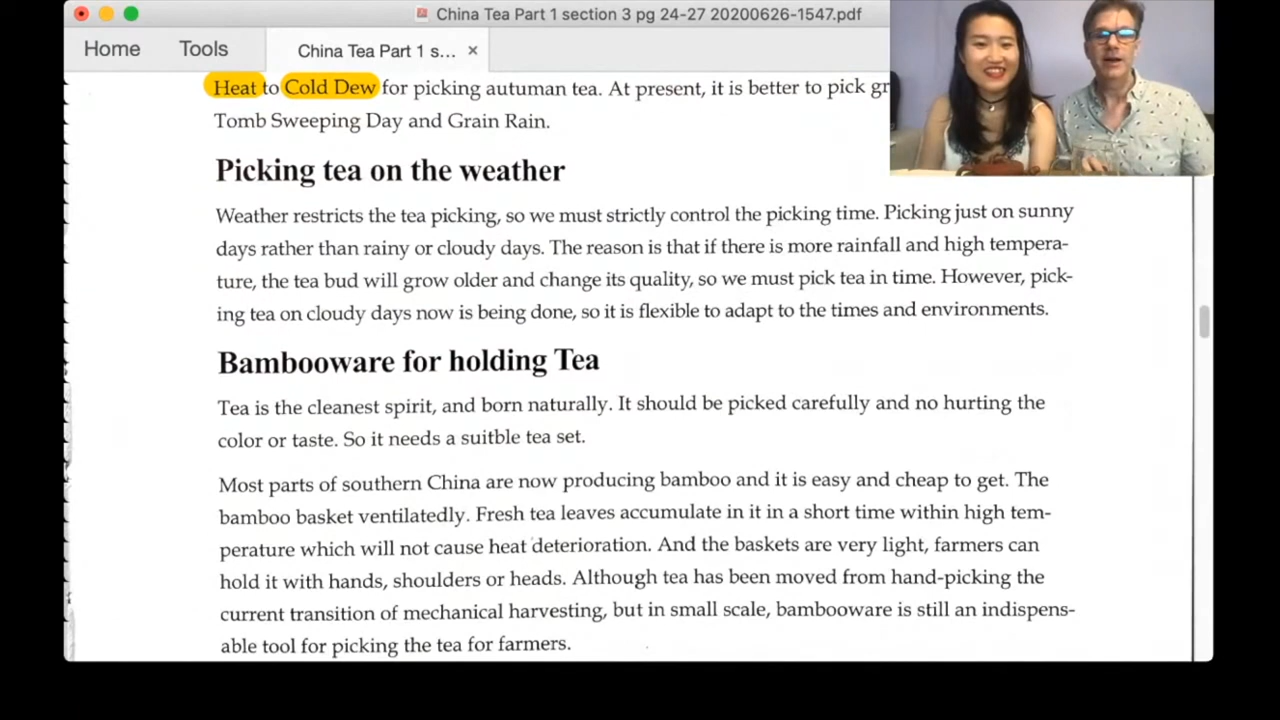 China Tea Part 1 section 3 pg 24-27 20200626-1547.pdf
Home Tools China Tea Part 1 s... ×
Heat to Cold Dew for picking autuman tea. At present, it is better to pick
Tomb Sweeping Day and Grain Rain.
Picking tea on the weather
Weather restricts the tea picking, so we must strictly control the picking time. Picking just on sunny
days rather than rainy or cloudy days. The reason is that if there is more rainfall and high tempera-
ture, the tea bud will grow older and change its quality, so we must pick tea in time. However, pick-
ing tea on cloudy days now is being done, so it is flexible to adapt to the times and environments.
Bambooware for holding Tea
Tea is the cleanest spirit, and born naturally. It should be picked carefully and no hurting the
color or taste. So it needs a suitble tea set.
Most parts of southern China are now producing bamboo and it is easy and cheap to get. The
bamboo basket ventilatedly. Fresh tea leaves accumulate in it in a short time within high tem-
perature which will not cause heat deterioration. And the baskets are very light, farmers can
hold it with hands, shoulders or heads. Although tea has been moved from hand-picking the
current transition of mechanical harvesting, but in small scale, bambooware is still an indispens-
able tool for picking the tea for farmers.